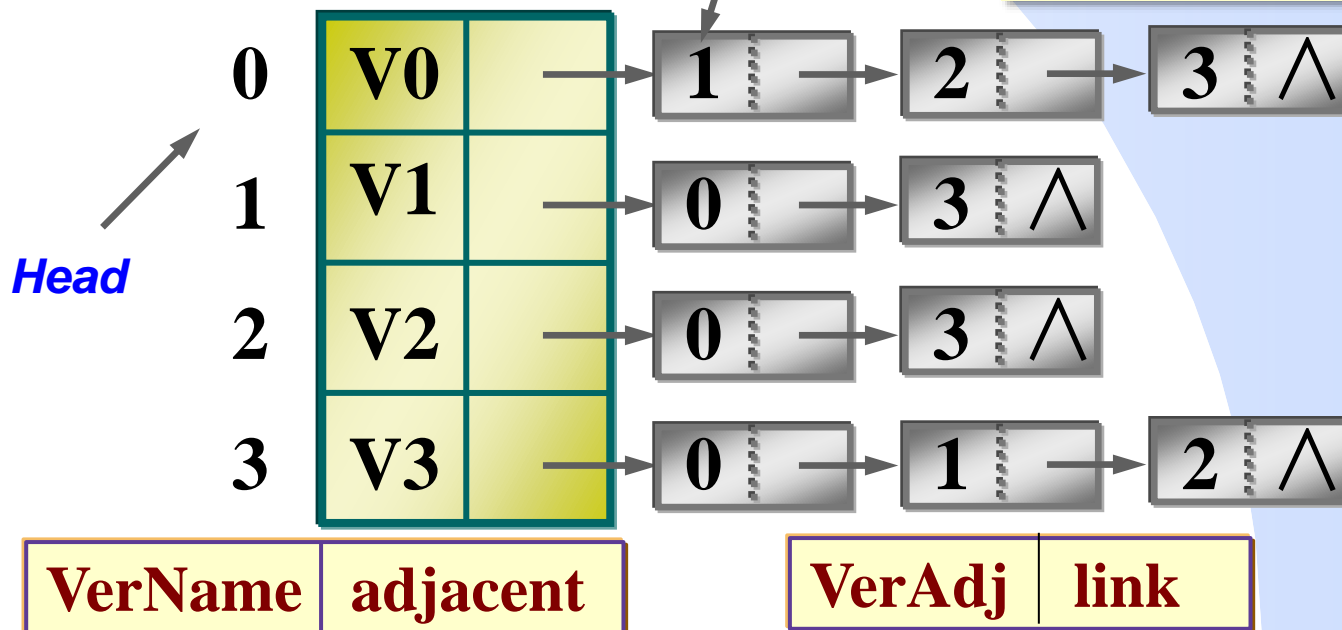 0 V0 1 2 3 ∧
1 V1 0 3 ∧
Head
2 V2 0 3 ∧
3 V3 0 1 2 ∧
VerName adjacent VerAdj link